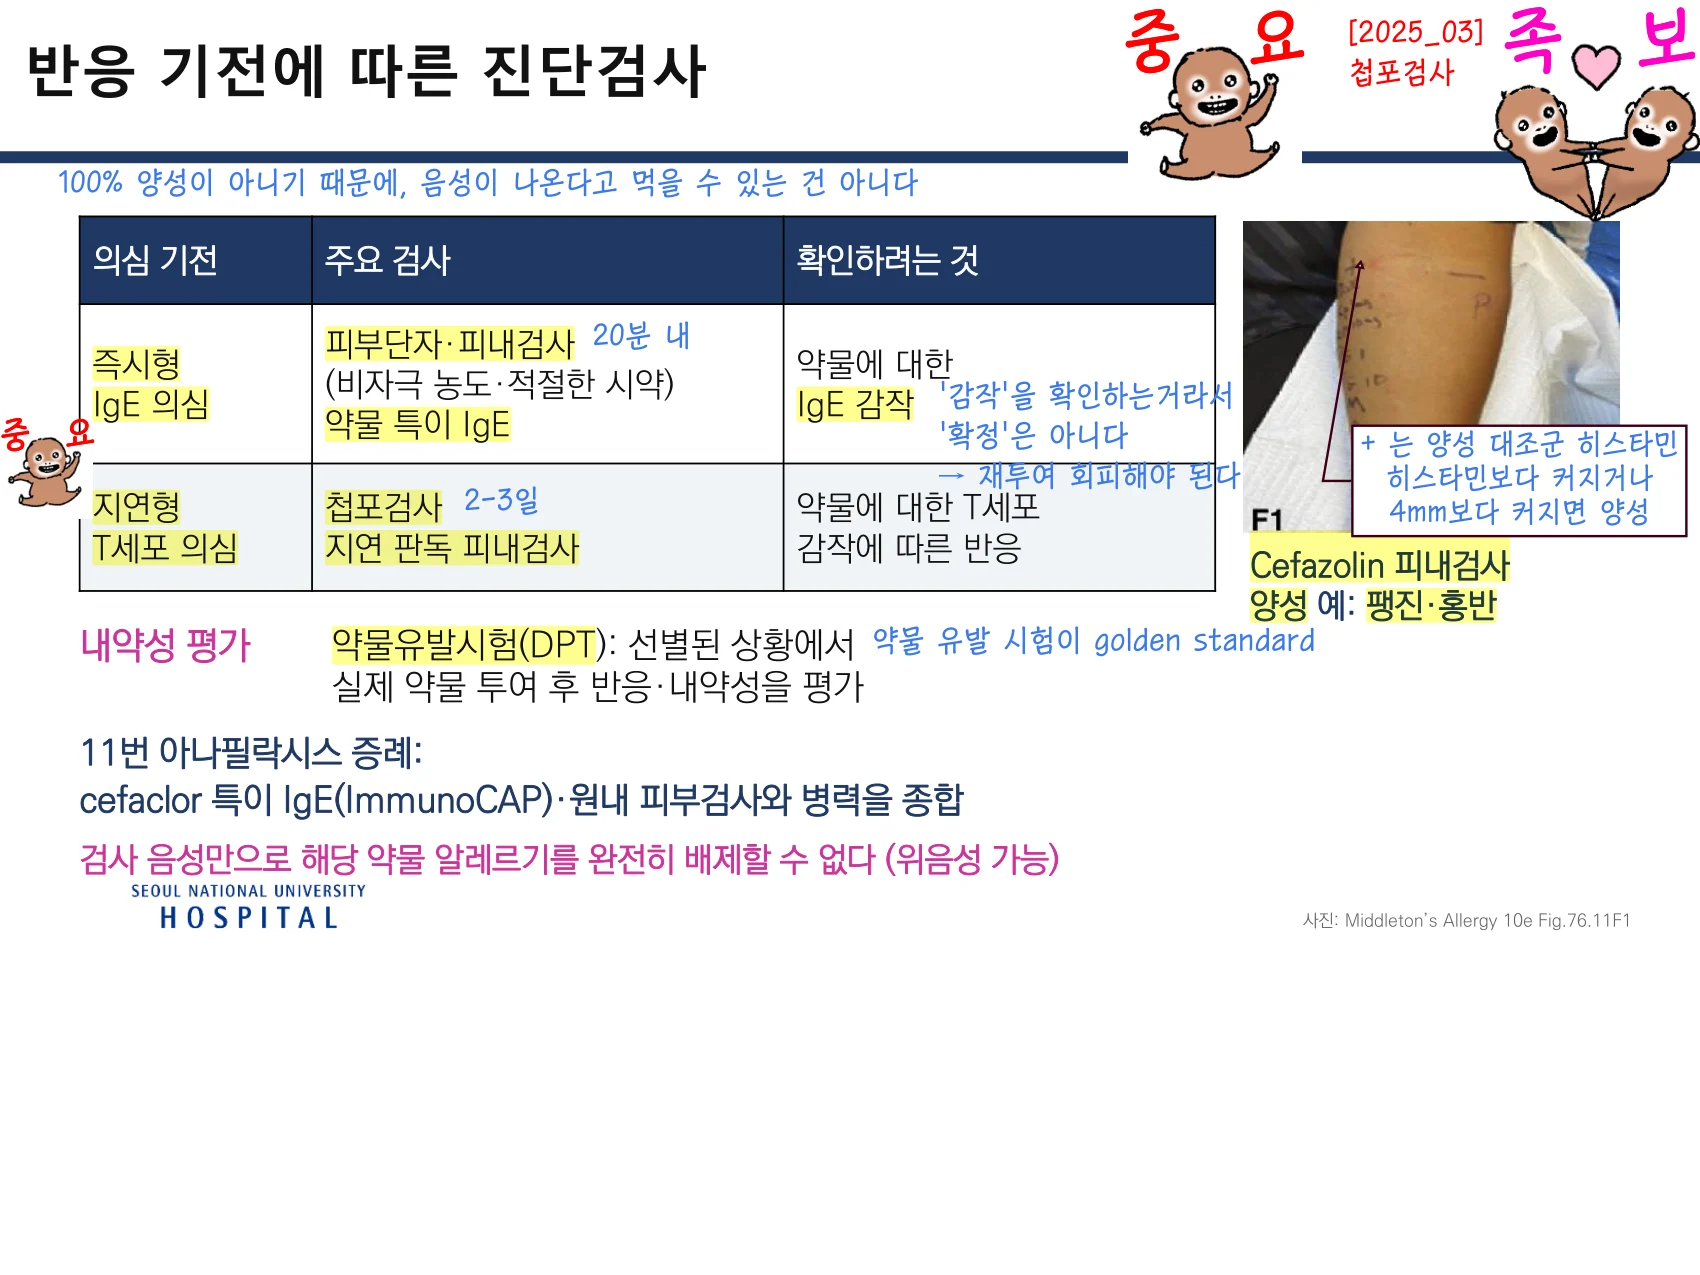 반응 기전에 따른 진단검사
중 요
[2025_03]
첩포검사
족 보
100% 양성이 아니기 때문에, 음성이 나온다고 먹을 수 있는 건 아니다
의심 기전
주요 검사
확인하려는 것
즉시형
IgE 의심
피부단자·피내검사 20분 내
(비자극 농도·적절한 시약)
약물 특이 IgE
약물에 대한
IgE 감작
'감작'을 확인하는거라서
'확정'은 아니다
→ 재투여 회피해야 된다
중 요
지연형
T세포 의심
첩포검사 2-3일
지연 판독 피내검사
약물에 대한 T세포
감작에 따른 반응
P
F1
+ 는 양성 대조군 히스타민
히스타민보다 커지거나
4mm보다 커지면 양성
Cefazolin 피내검사
양성 예: 팽진·홍반
내약성 평가
약물유발시험(DPT): 선별된 상황에서 약물 유발 시험이 golden standard
실제 약물 투여 후 반응·내약성을 평가
11번 아나필락시스 증례:
cefaclor 특이 IgE(ImmunoCAP)·원내 피부검사와 병력을 종합
검사 음성만으로 해당 약물 알레르기를 완전히 배제할 수 없다 (위음성 가능)
SEOUL NATIONAL UNIVERSITY
HOSPITAL
사진: Middleton's Allergy 10e Fig.76.11F1